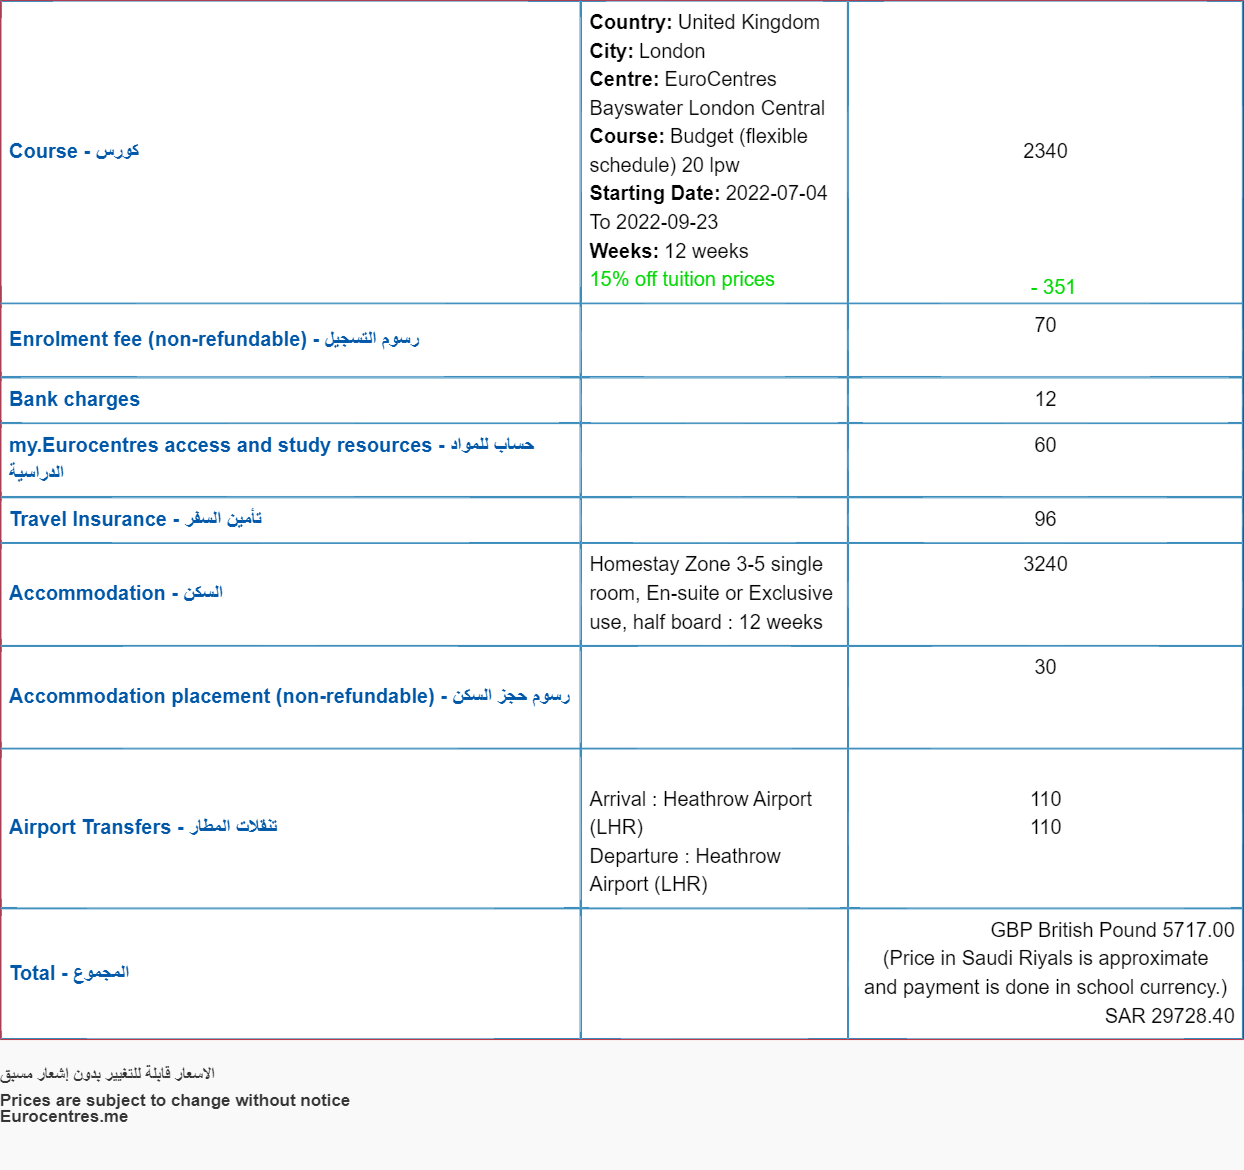 Course - كورس
Country: United Kingdom
City: London
Centre: EuroCentres
Bayswater London Central
Course: Budget (flexible
schedule) 20 lpw
Starting Date: 2022-07-04
To 2022-09-23
Weeks: 12 weeks
15% off tuition prices
2340
- 351
Enrolment fee (non-refundable) - رسوم التسجيل
70
Bank charges
12
my.Eurocentres access and study resources - حساب للمواد
الدراسية
60
Travel Insurance - تأمين السفر
96
Accommodation - السكن
Homestay Zone 3-5 single
room, En-suite or Exclusive
use, half board : 12 weeks
3240
Accommodation placement (non-refundable) - رسوم حجز السكن
30
Airport Transfers - تنقلات المطار
Arrival : Heathrow Airport
(LHR)
Departure : Heathrow
Airport (LHR)
110
110
Total - المجموع
GBP British Pound 5717.00
(Price in Saudi Riyals is approximate
and payment is done in school currency.)
SAR 29728.40
الاسعار قابلة للتغيير بدون إشعار مسبق
Prices are subject to change without notice
Eurocentres.me